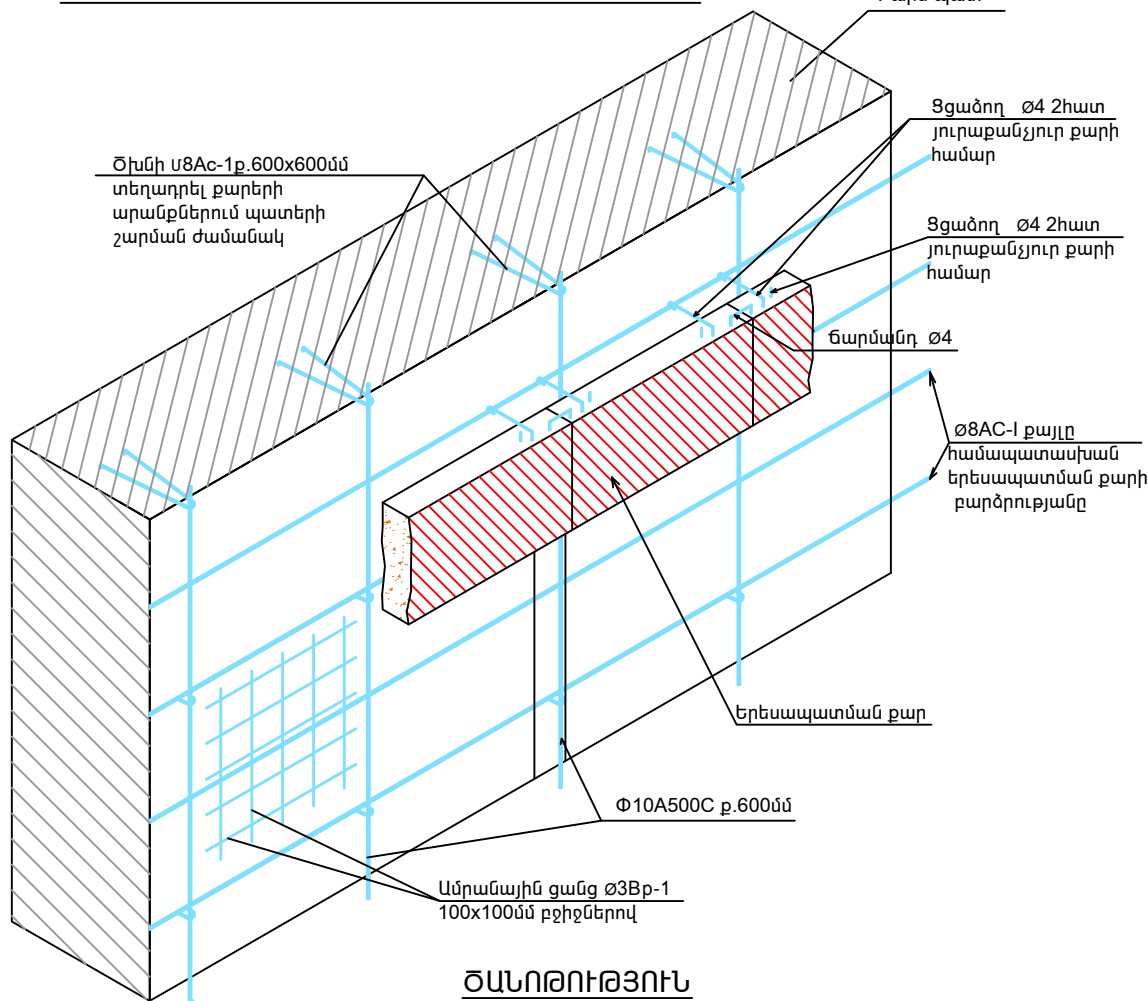 Ցցաձող Ø4 2հատ
յուրաքանչյուր քարի
համար
Ծխնի Մ8Ac-1ք.600x600մմ
տեղադրել քարերի
արանքներում պատերի
շարման ժամանակ
Ցցաձող Ø4 2հատ
յուրաքանչյուր քարի
համար
ճարմանդ Ø4
Ø8AC-I քայլը
համապատասխան
երեսապատման քարի
բարձրությանը
Երեսապատման քար
Ф10A500C ք.600մմ
Ամրանային ցանց Ø3Bp-1
100x100մմ բջիջներով
ԾԱՆՈԹՈՒԹՅՈՒՆ